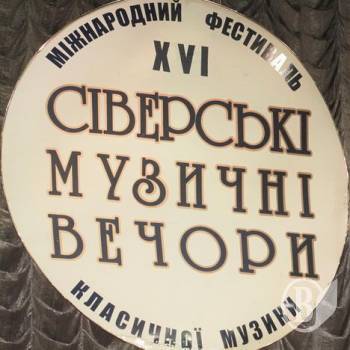 МІЖНАРОДНИЙ ФЕСТИВАЛЬ
XVI
СІВЕРСЬКІ
МУЗИЧНІ
ВЕЧОРИ
КЛАСИЧНОЇ МУЗИКИ
В